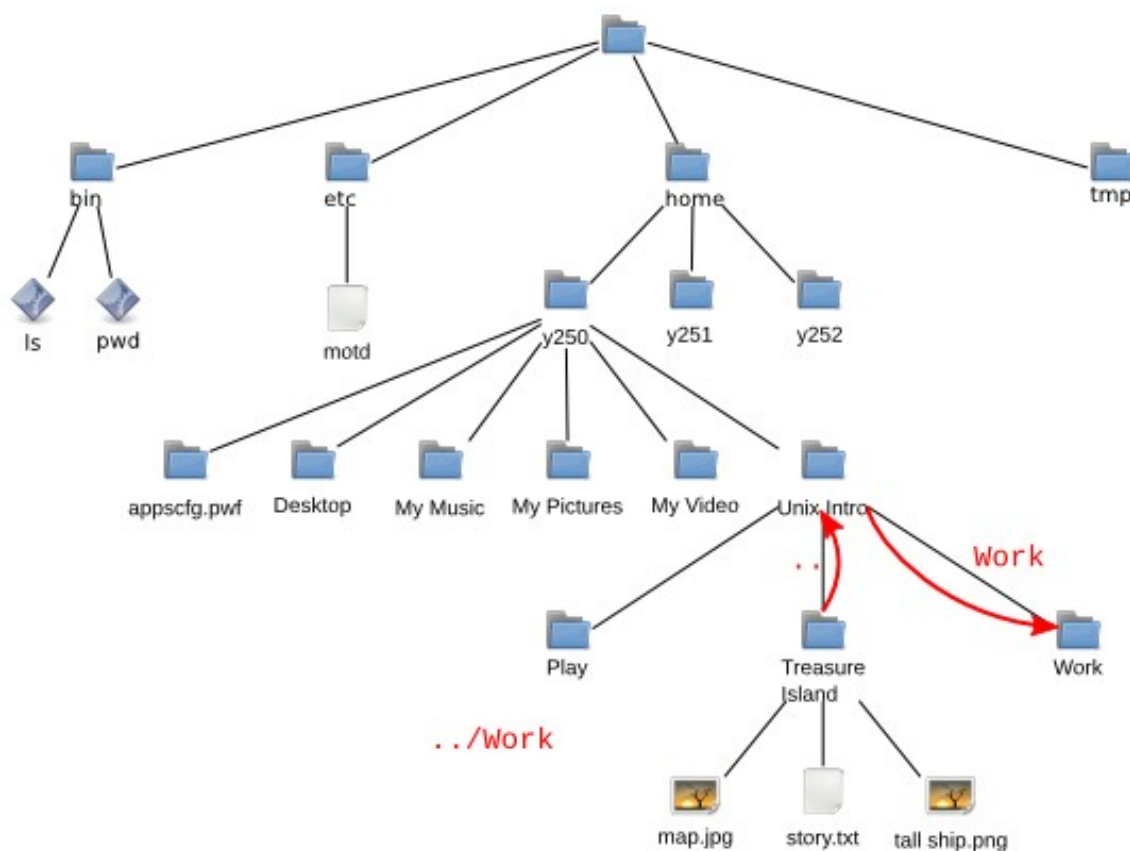 bin
etc
home
tmp
ls
pwd
motd
y250
y251
y252
appscfg.pwf
Desktop
My Music
My Pictures
My Video
Unix Intro
..
Work
Play
Treasure
Island
Work
../Work
map.jpg
story.txt
tall ship.png